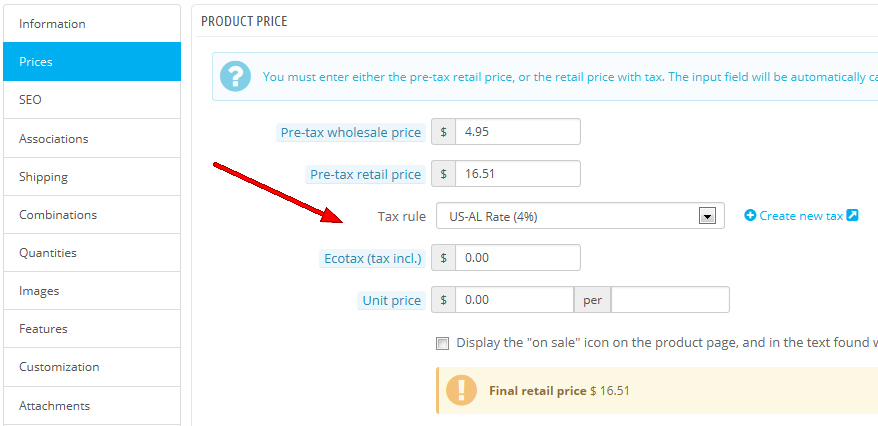 Information
Prices
SEO
Associations
Shipping
Combinations
Quantities
Images
Features
Customization
Attachments
PRODUCT PRICE
? You must enter either the pre-tax retail price, or the retail price with tax. The input field will be automatically ca
Pre-tax wholesale price $ 4.95
Pre-tax retail price $ 16.51
Tax rule US-AL Rate (4%) Create new tax
Ecotax (tax incl.) $ 0.00
Unit price $ 0.00 per
Display the "on sale" icon on the product page, and in the text found w
! Final retail price $ 16.51